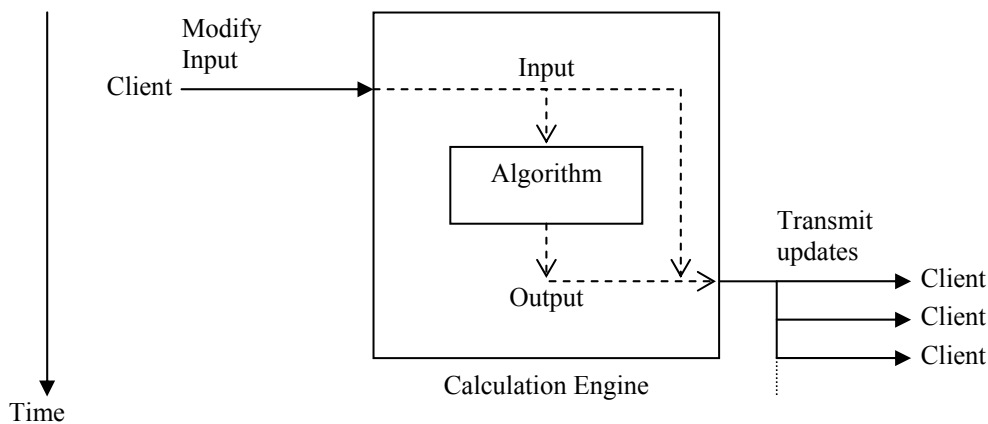 Modify
Input
Client
Input
Algorithm
Transmit
updates
Client
Output
Client
Client
Calculation Engine
Time